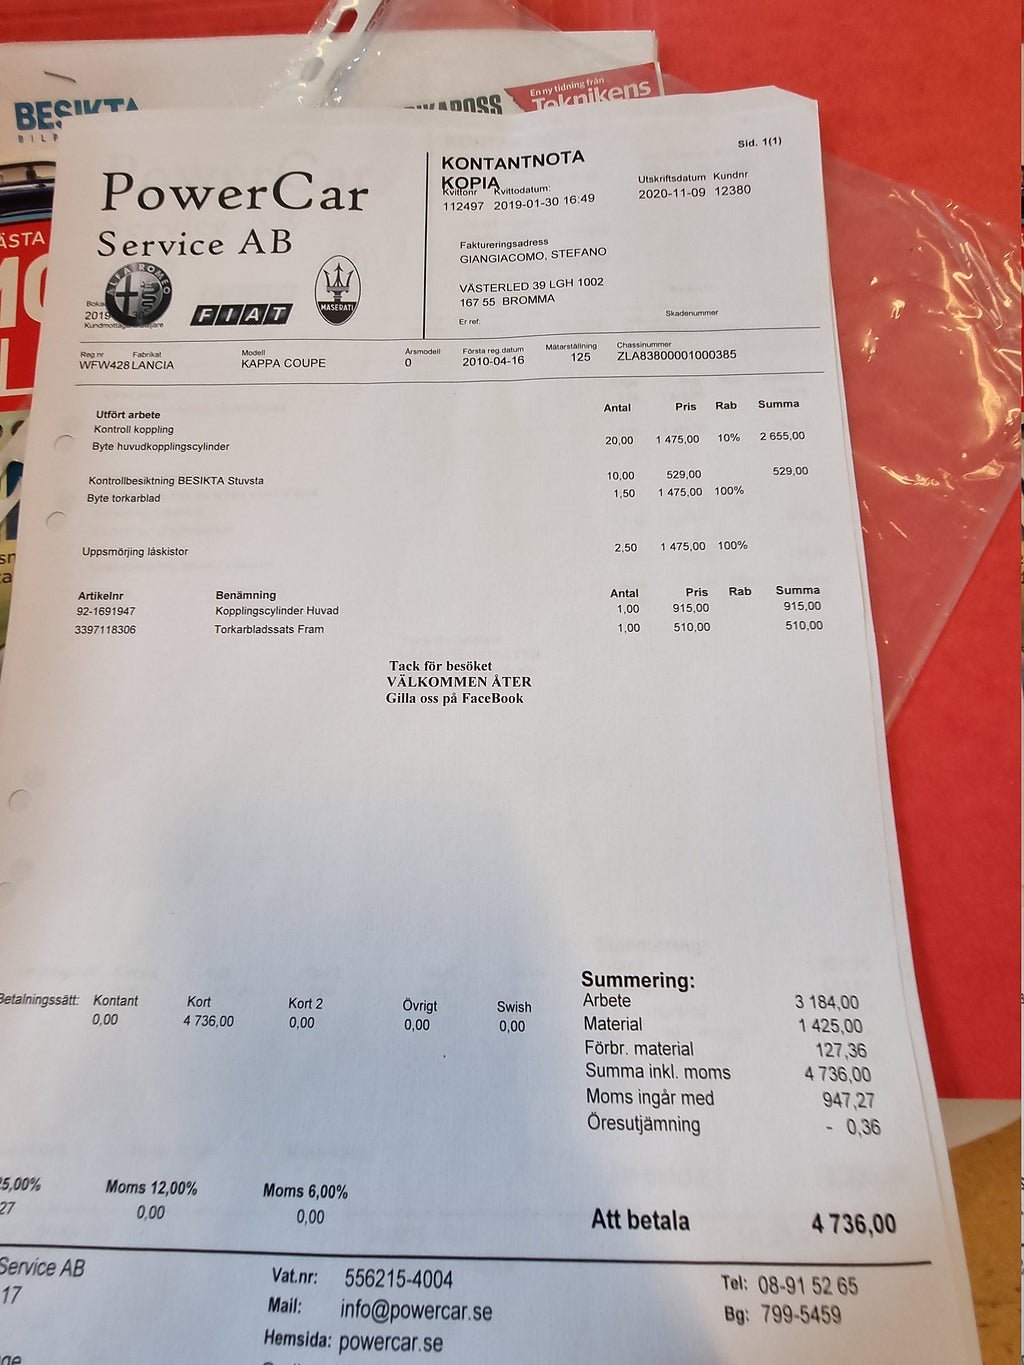 BESIKTA
BILP
En ny tidning från
Teknikens
ÄSTA
Sid. 1(1)
PowerCar
Service AB
ALFA ROMEO
FIAT
MASERATI
KONTANTNOTA
KOPIA
Kvittonr Kvittodatum: Utskriftsdatum Kundnr
112497 2019-01-30 16:49 2020-11-09 12380
Faktureringsadress
GIANGIACOMO, STEFANO
VÄSTERLED 39 LGH 1002
167 55 BROMMA
Er ref: Skadenummer
2019
Reg nr Fabrikat Modell Årsmodell Första reg.datum Mätarställning Chassinummer
WFW428 LANCIA KAPPA COUPE 0 2010-04-16 125 ZLA83800001000385
Utfört arbete Antal Pris Rab Summa
Kontroll koppling
Byte huvudkopplingscylinder 20,00 1 475,00 10% 2 655,00
Kontrollbesiktning BESIKTA Stuvsta 10,00 529,00 529,00
Byte torkarblad 1,50 1 475,00 100%
Uppsmörjing låskistor 2,50 1 475,00 100%
Artikelnr Benämning Antal Pris Rab Summa
92-1691947 Kopplingscylinder Huvad 1,00 915,00 915,00
3397118306 Torkarbladssats Fram 1,00 510,00 510,00
Tack för besöket
VÄLKOMMEN ÅTER
Gilla oss på FaceBook
Betalningssätt: Kontant Kort Kort 2 Övrigt Swish
0,00 4 736,00 0,00 0,00 0,00
Summering:
Arbete 3 184,00
Material 1 425,00
Förbr. material 127,36
Summa inkl. moms 4 736,00
Moms ingår med 947,27
Öresutjämning - 0,36
5,00% Moms 12,00% Moms 6,00%
27 0,00 0,00
Att betala 4 736,00
Service AB
17
Vat.nr: 556215-4004
Mail: info@powercar.se
Hemsida: powercar.se
Tel: 08-91 52 65
Bg: 799-5459